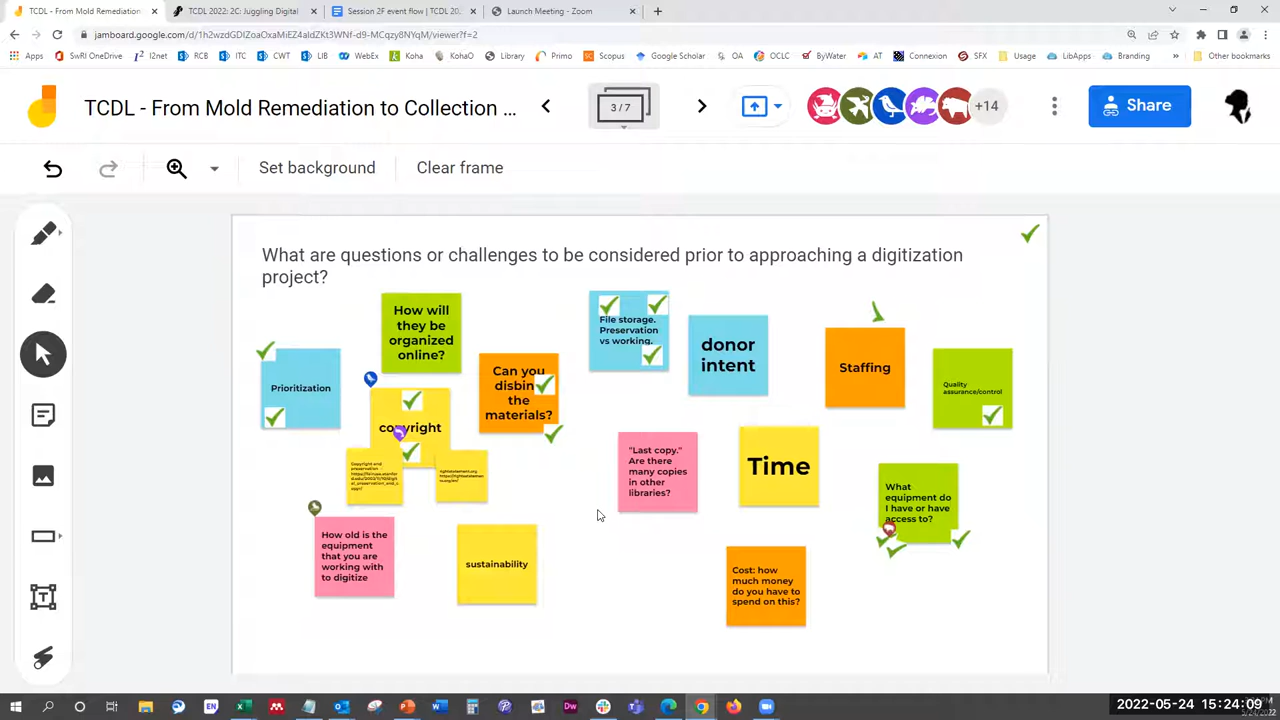 TCDL - From Mold Remediation
TCDL 2022: 2C: Juggling Digital
Session 2F event flow | TCDL 20
Launch Meeting - Zoom
jamboard.google.com/d/1h2wzdGDIZoaOxaMiEZ4aldZKt3WNf-d9-MCqzy8NYqM/viewer?f=2
Apps
SwRI OneDrive
i2net
RCB
ITC
CWT
LIB
WebEx
Koha
KohaO
Library
Primo
Scopus
Google Scholar
OA
OCLC
ByWater
AT
Connexion
SFX
Usage
LibApps
Branding
Other bookmarks
TCDL - From Mold Remediation to Collection ...
3 / 7
+14
Share
Set background
Clear frame
What are questions or challenges to be considered prior to approaching a digitization
project?
How will
they be
organized
online?
File storage.
Preservation
vs working.
donor
intent
Staffing
Prioritization
Can you
disbin
the
materials?
Quality
assurance/control
copyright
"Last copy."
Are there
many copies
in other
libraries?
Time
Copyright and
preservation
What
equipment do
I have or have
access to?
How old is the
equipment
that you are
working with
to digitize
sustainability
Cost: how
much money
do you have to
spend on this?
2022-05-24 15:24:09